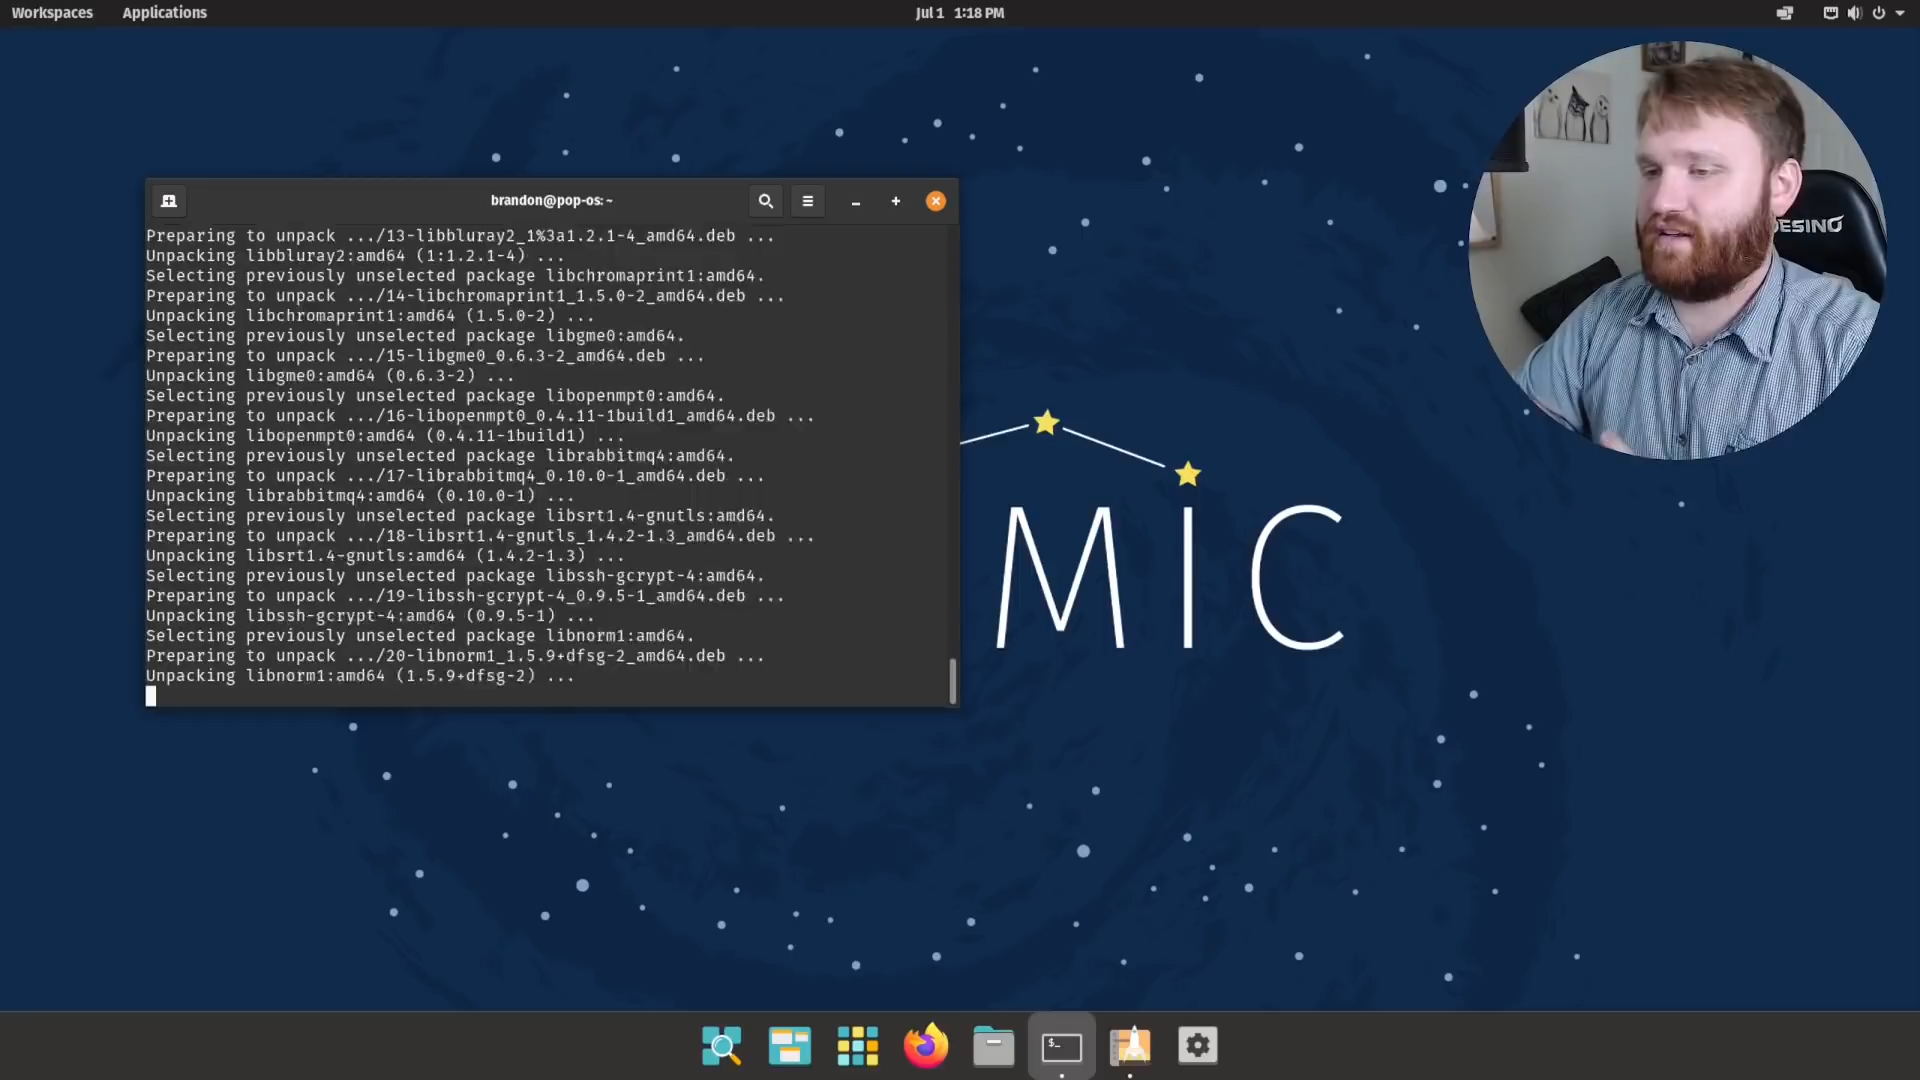 Workspaces Applications Jul 1 1:18 PM
brandon@pop-os: ~
Preparing to unpack .../13-libbluray2_1%3a1.2.1-4_amd64.deb ...
Unpacking libbluray2:amd64 (1:1.2.1-4) ...
Selecting previously unselected package libchromaprint1:amd64.
Preparing to unpack .../14-libchromaprint1_1.5.0-2_amd64.deb ...
Unpacking libchromaprint1:amd64 (1.5.0-2) ...
Selecting previously unselected package libgme0:amd64.
Preparing to unpack .../15-libgme0_0.6.3-2_amd64.deb ...
Unpacking libgme0:amd64 (0.6.3-2) ...
Selecting previously unselected package libopenmpt0:amd64.
Preparing to unpack .../16-libopenmpt0_0.4.11-1build1_amd64.deb ...
Unpacking libopenmpt0:amd64 (0.4.11-1build1) ...
Selecting previously unselected package librabbitmq4:amd64.
Preparing to unpack .../17-librabbitmq4_0.10.0-1_amd64.deb ...
Unpacking librabbitmq4:amd64 (0.10.0-1) ...
Selecting previously unselected package libsrt1.4-gnutls:amd64.
Preparing to unpack .../18-libsrt1.4-gnutls_1.4.2-1.3_amd64.deb ...
Unpacking libsrt1.4-gnutls:amd64 (1.4.2-1.3) ...
Selecting previously unselected package libssh-gcrypt-4:amd64.
Preparing to unpack .../19-libssh-gcrypt-4_0.9.5-1_amd64.deb ...
Unpacking libssh-gcrypt-4:amd64 (0.9.5-1) ...
Selecting previously unselected package libnorm1:amd64.
Preparing to unpack .../20-libnorm1_1.5.9+dfsg-2_amd64.deb ...
Unpacking libnorm1:amd64 (1.5.9+dfsg-2) ...
MIC
ESINO
$_